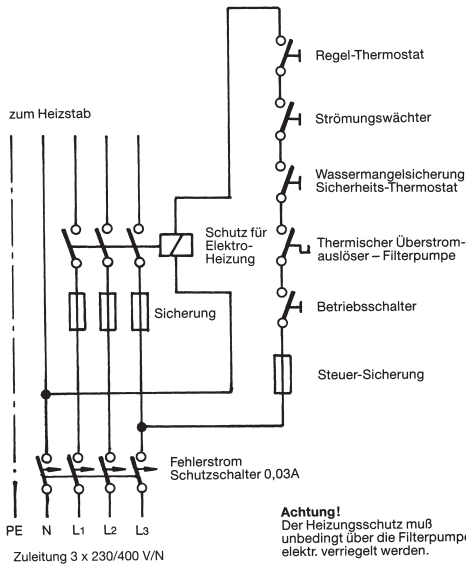 Regel-Thermostat
zum Heizstab
Strömungswächter
Wassermangelsicherung
Sicherheits-Thermostat
Schutz für
Elektro-
Heizung
Thermischer Überstrom-
auslöser – Filterpumpe
Sicherung
Betriebsschalter
Steuer-Sicherung
Fehlerstrom
Schutzschalter 0,03A
PE N L1 L2 L3
Zuleitung 3 x 230/400 V/N
Achtung!
Der Heizungsschutz muß
unbedingt über die Filterpumpe
elektr. verriegelt werden.